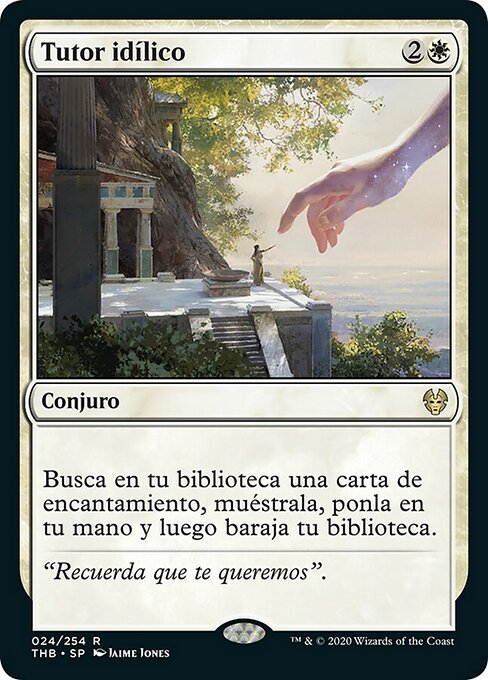 Tutor idílico 2
Conjuro
Busca en tu biblioteca una carta de
encantamiento, muéstrala, ponla en
tu mano y luego baraja tu biblioteca.
“Recuerda que te queremos”.
024/254 R
THB • SP Jaime Jones
™ & © 2020 Wizards of the Coast